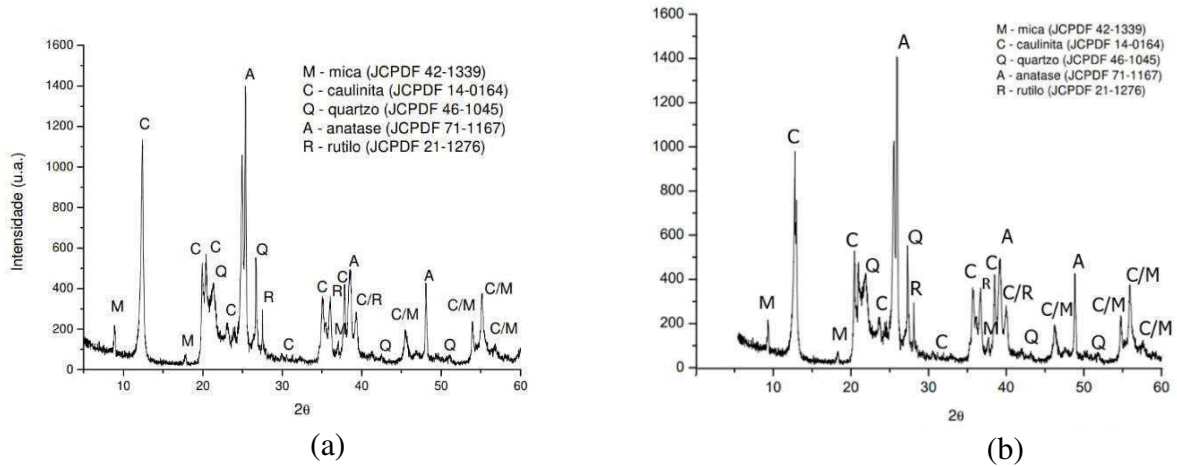 1600
1400
1200
1000
800
600
400
200
0
Intensidade (u.a.)
10 20 30 40 50 60
2θ
M - mica (JCPDF 42-1339)
C - caulinita (JCPDF 14-0164)
Q - quartzo (JCPDF 46-1045)
A - anatase (JCPDF 71-1167)
R - rutilo (JCPDF 21-1276)
M
C
M
C
C
Q
C
A
Q
R
C
C
R
M
C
A
C/R
Q
C/M
A
Q
C/M
C/M
C/M
(a)
1600
1400
1200
1000
800
600
400
200
0
10 20 30 40 50 60
2θ
M - mica (JCPDF 42-1339)
C - caulinita (JCPDF 14-0164)
Q - quartzo (JCPDF 46-1045)
A - anatase (JCPDF 71-1167)
R - rutilo (JCPDF 21-1276)
M
C
M
C
Q
C
A
Q
R
C
C
R
M
C
A
C/R
Q
C/M
A
Q
C/M
C/M
C/M
(b)